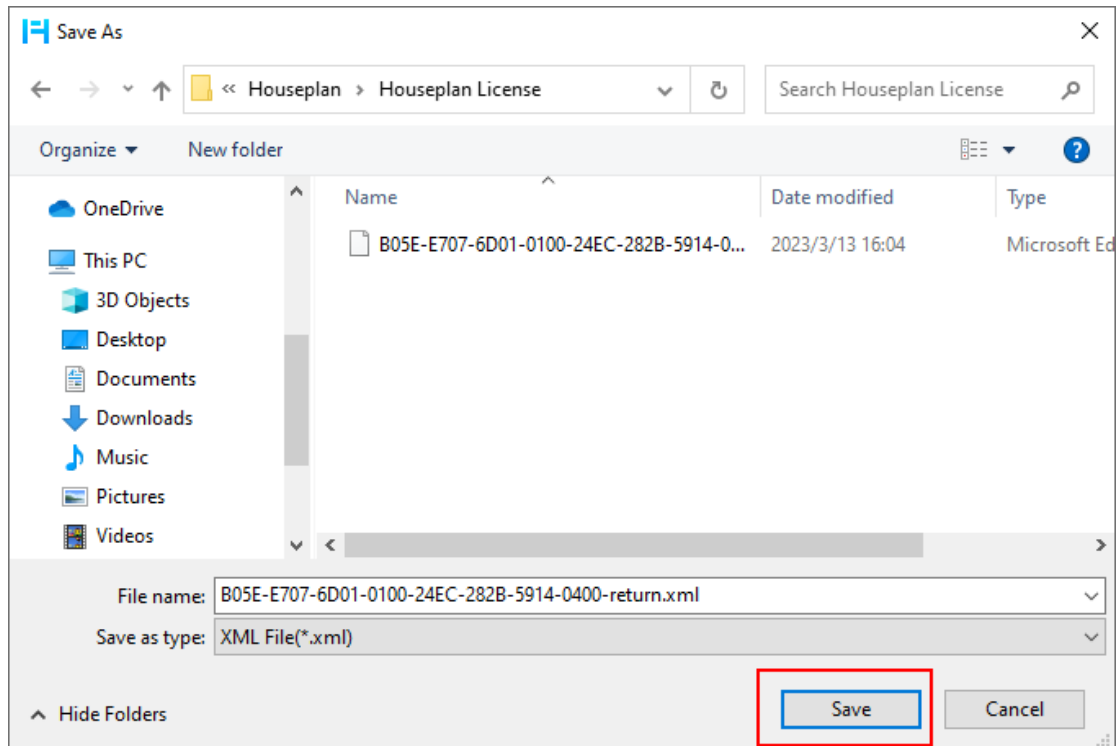 Save As
« Houseplan > Houseplan License
Search Houseplan License
Organize
New folder
Name
Date modified
Type
OneDrive
This PC
3D Objects
Desktop
Documents
Downloads
Music
Pictures
Videos
B05E-E707-6D01-0100-24EC-282B-5914-0...
2023/3/13 16:04
Microsoft Ed
File name: B05E-E707-6D01-0100-24EC-282B-5914-0400-return.xml
Save as type: XML File(*.xml)
Hide Folders
Save
Cancel